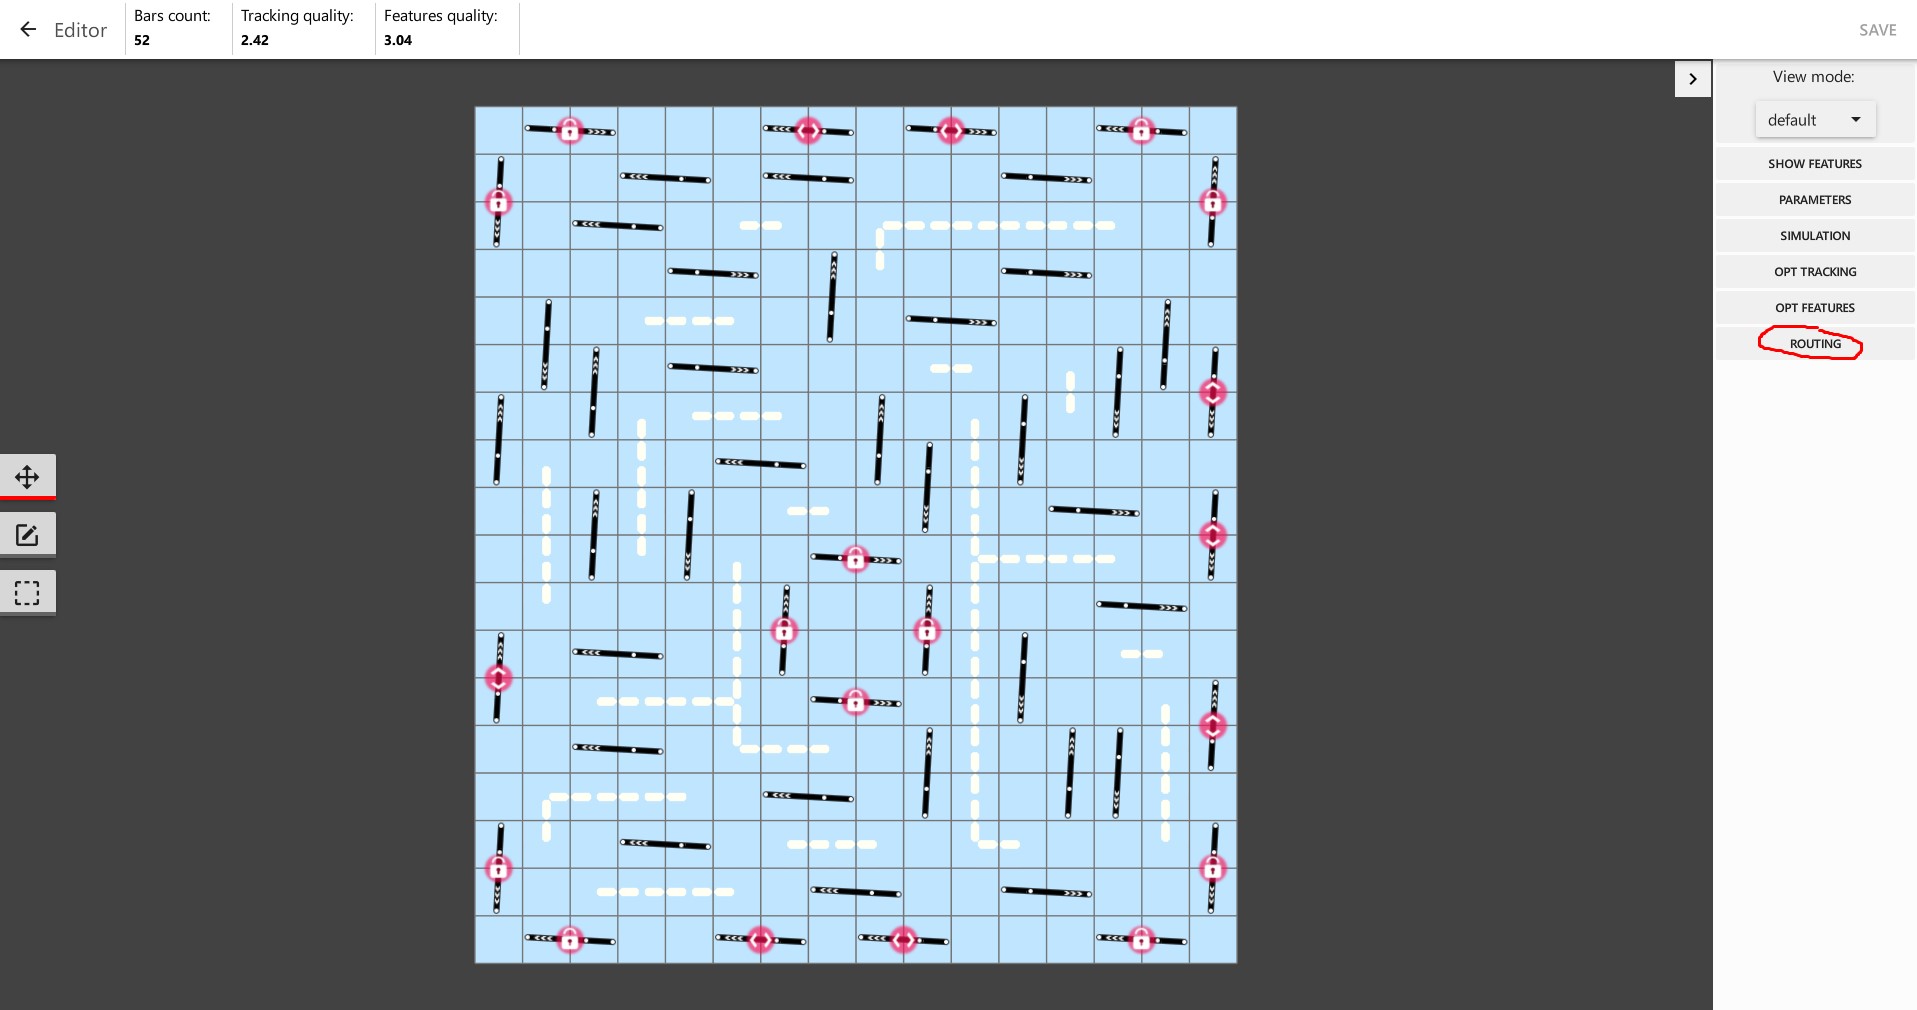 Editor
Bars count:
52
Tracking quality:
2.42
Features quality:
3.04
SAVE
View mode:
default
SHOW FEATURES
PARAMETERS
SIMULATION
OPT TRACKING
OPT FEATURES
ROUTING